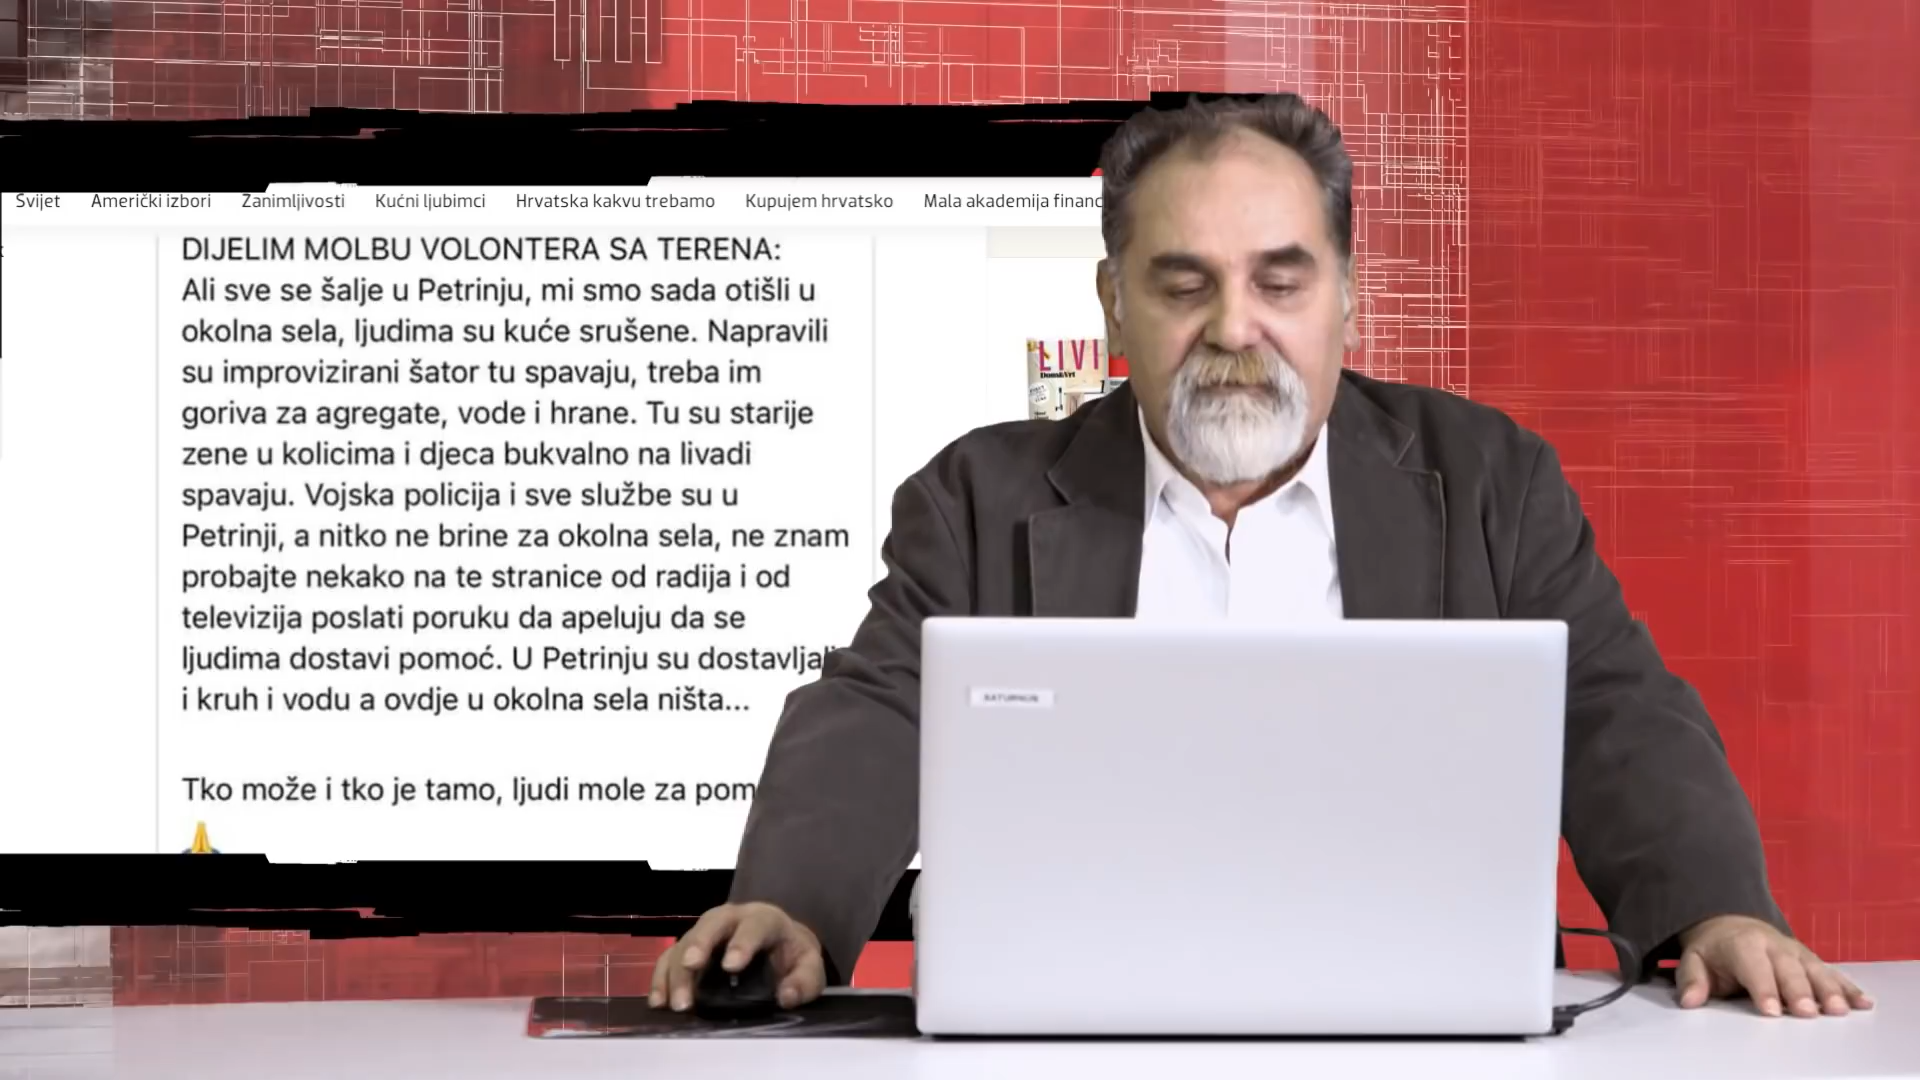 Svijet Američki izbori Zanimljivosti Kućni ljubimci Hrvatska kakvu trebamo Kupujem hrvatsko Mala akademija financ
DIJELIM MOLBU VOLONTERA SA TERENA:
Ali sve se šalje u Petrinju, mi smo sada otišli u
okolna sela, ljudima su kuće srušene. Napravili
su improvizirani šator tu spavaju, treba im
goriva za agregate, vode i hrane. Tu su starije
zene u kolicima i djeca bukvalno na livadi
spavaju. Vojska policija i sve službe su u
Petrinji, a nitko ne brine za okolna sela, ne znam
probajte nekako na te stranice od radija i od
televizija poslati poruku da apeluju da se
ljudima dostavi pomoć. U Petrinju su dostavljali
i kruh i vodu a ovdje u okolna sela ništa...
Tko može i tko je tamo, ljudi mole za pom
LIVI
Dom&Vrt
SATURNUS